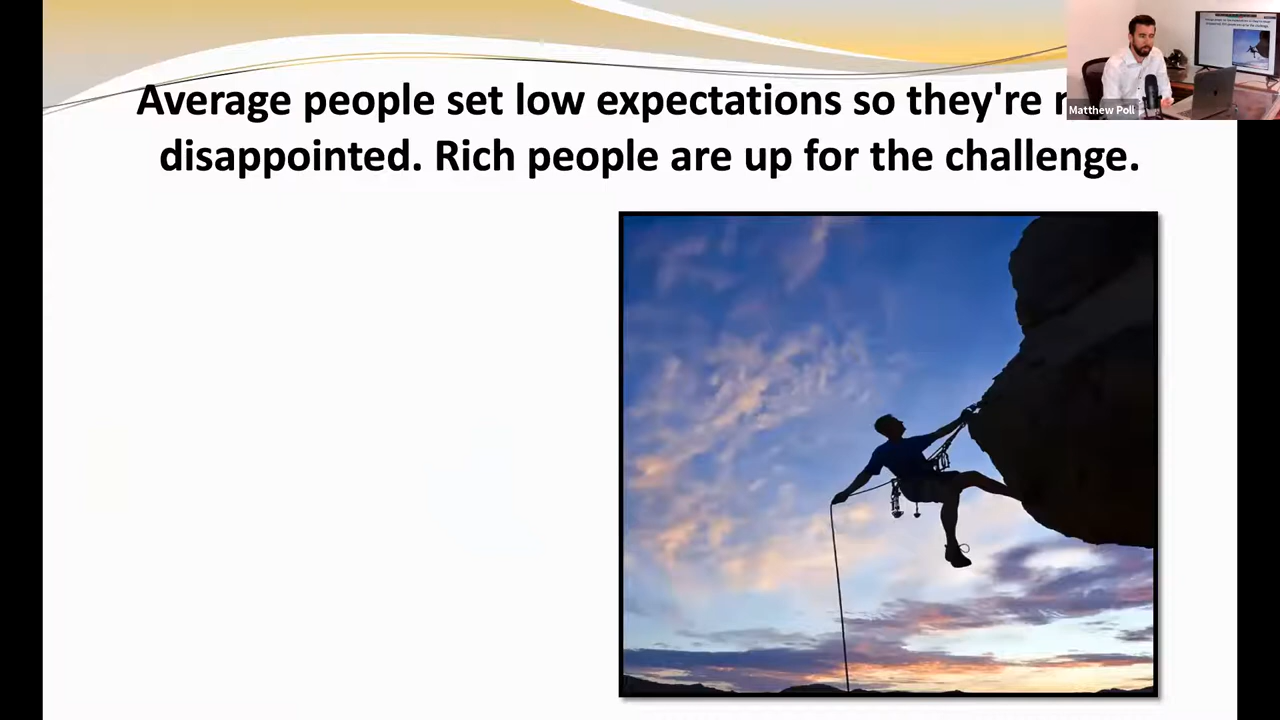 Average people set low expectations so they're
disappointed. Rich people are up for the challenge.
Matthew Poll